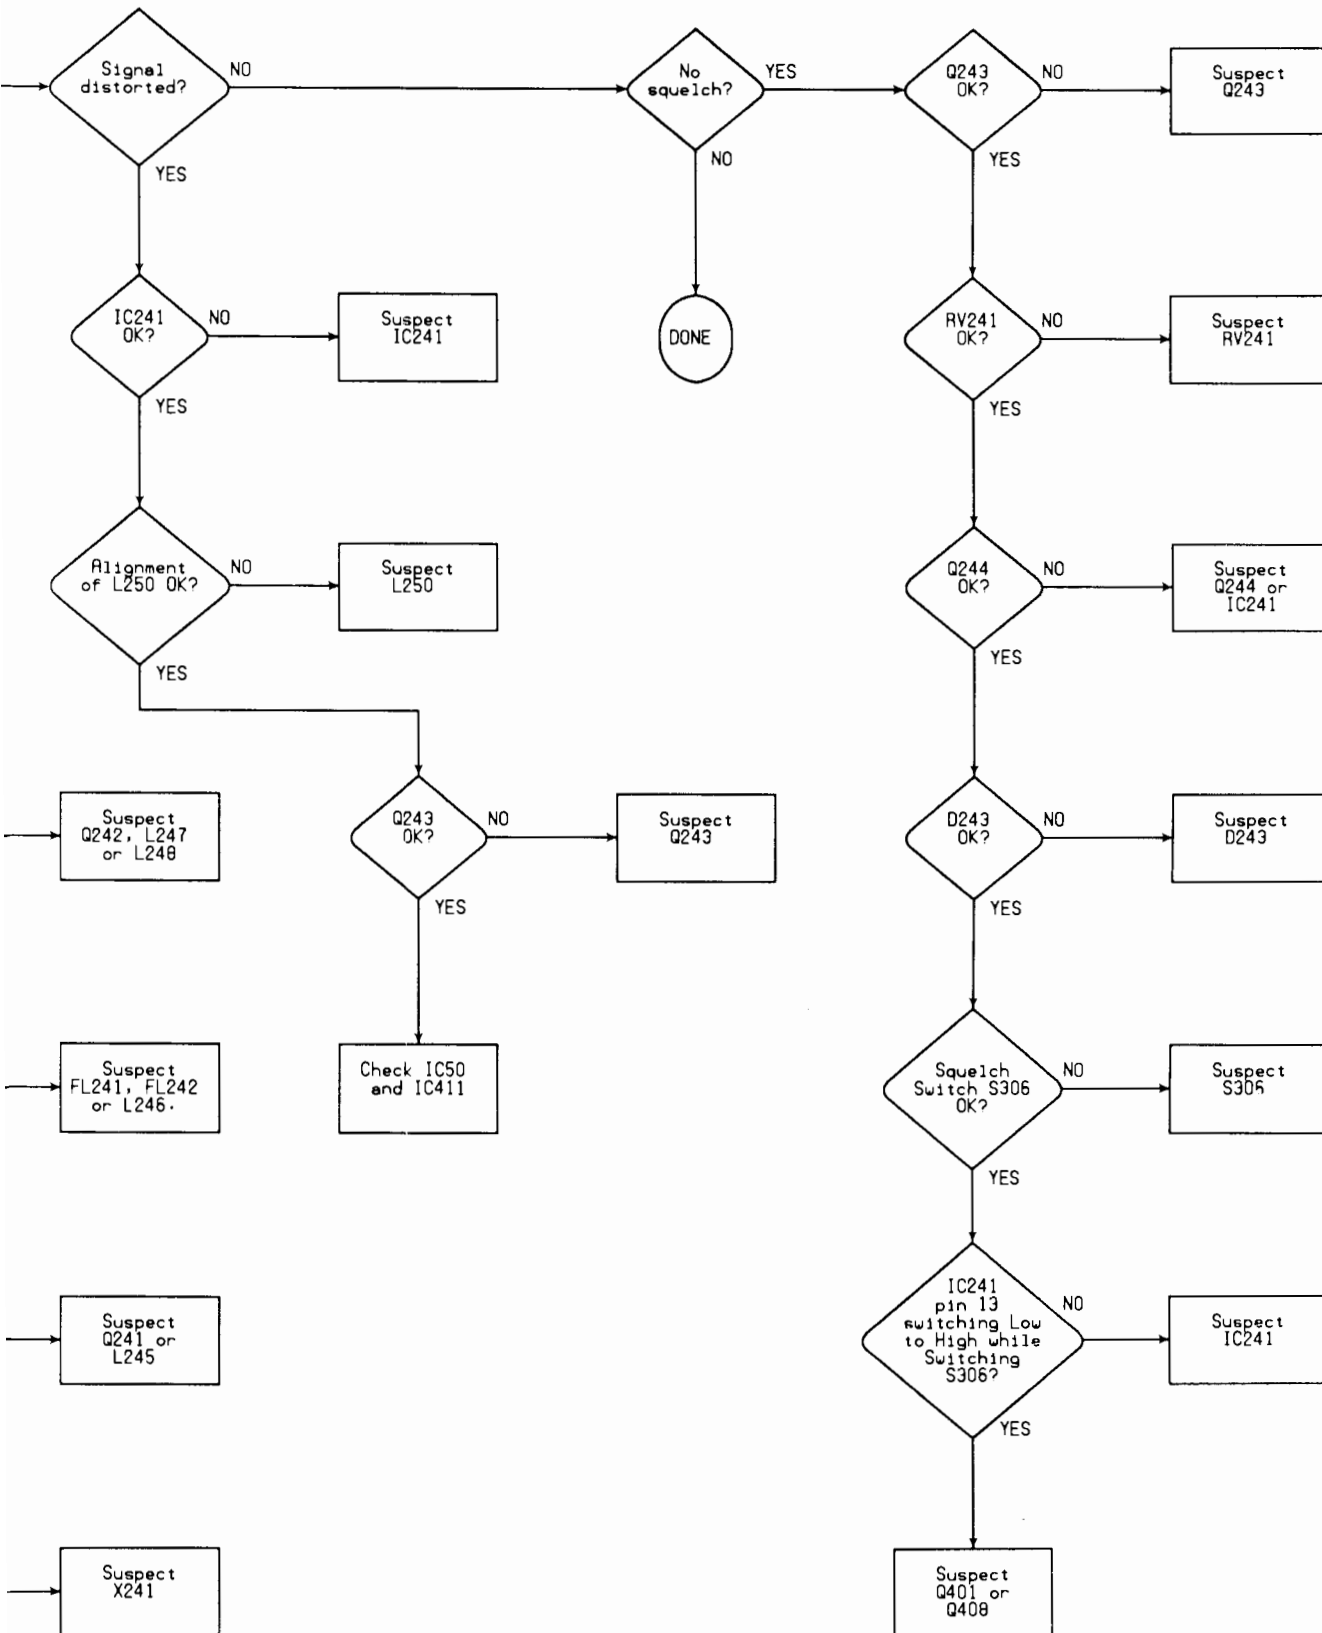 Signal
distorted?
NO
YES
No
squelch?
YES
NO
DONE
Q243
OK?
NO
YES
Suspect
Q243
IC241
OK?
NO
YES
Suspect
IC241
RV241
OK?
NO
YES
Suspect
RV241
Alignment
of L250 OK?
NO
YES
Suspect
L250
Q244
OK?
NO
YES
Suspect
Q244 or
IC241
Suspect
Q242, L247
or L248
Q243
OK?
NO
YES
Suspect
Q243
D243
OK?
NO
YES
Suspect
D243
Suspect
FL241, FL242
or L246.
Check IC50
and IC411
Squelch
Switch S306
OK?
NO
YES
Suspect
S306
Suspect
Q241 or
L245
IC241
pin 13
switching Low
to High while
Switching
S306?
NO
YES
Suspect
IC241
Suspect
X241
Suspect
Q401 or
Q408